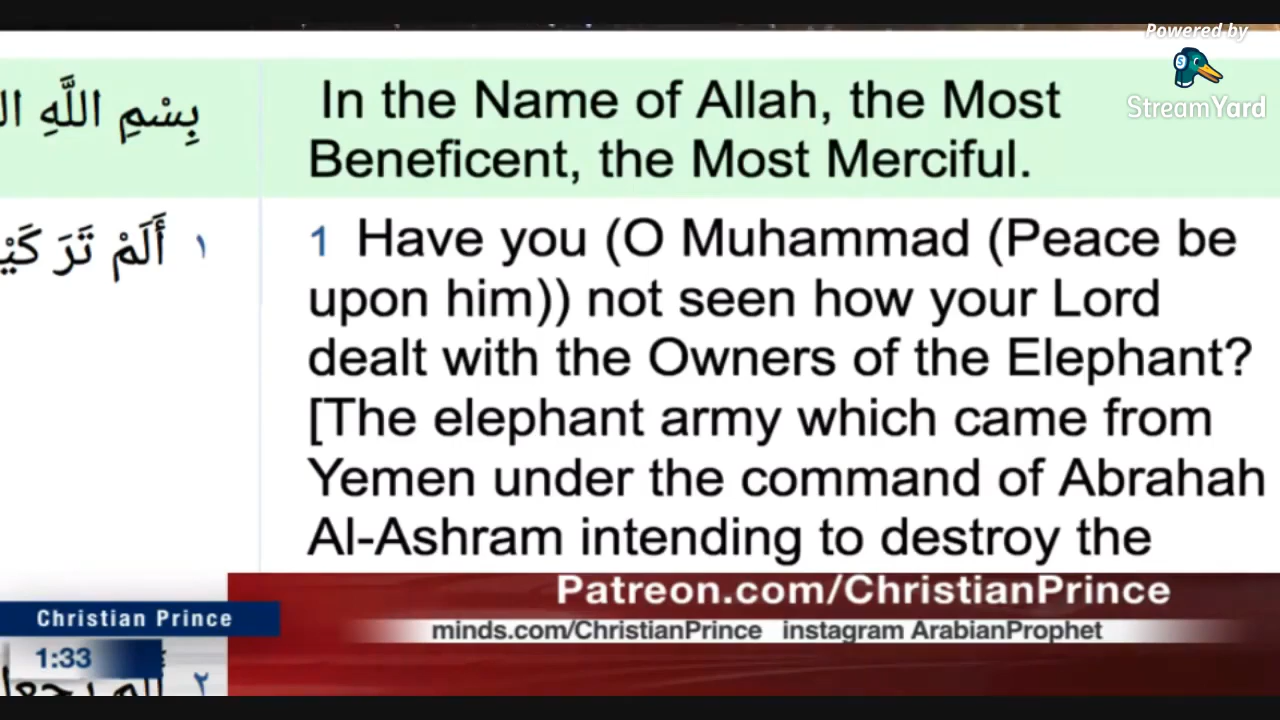 Powered by
StreamYard
بِسْمِ اللَّهِ
In the Name of Allah, the Most
Beneficent, the Most Merciful.
١ أَلَمْ تَرَ
1 Have you (O Muhammad (Peace be
upon him)) not seen how your Lord
dealt with the Owners of the Elephant?
[The elephant army which came from
Yemen under the command of Abrahah
Al-Ashram intending to destroy the
Patreon.com/ChristianPrince
Christian Prince
minds.com/ChristianPrince instagram ArabianProphet
1:33
٢